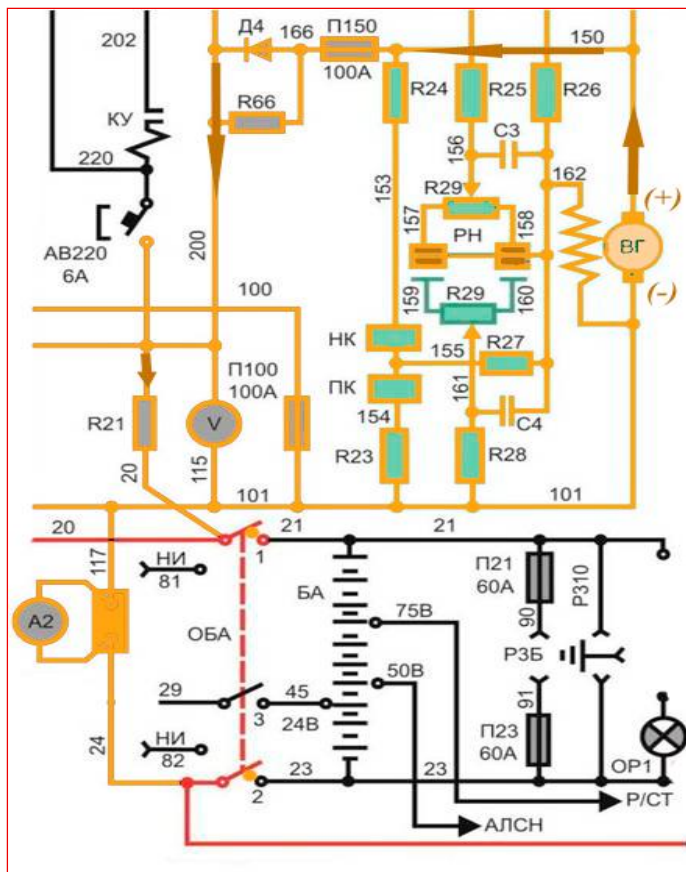 202
Д4
166
П150
150
100А
R24
R25
R26
R66
КУ
C3
220
156
153
162
R29
157
158
(+)
РН
ВГ
АВ220
6А
200
100
159
R29
160
(-)
НК
155
R27
П100
100А
ПК
161
R21
V
154
C4
R23
R28
20
115
101
101
20
21
21
117
НИ
81
1
БА
П21
60А
Р310
90
А2
ОБА
75В
РЗБ
50В
29
45
3
24В
91
24
НИ
82
П23
60А
ОР1
23
23
2
Р/СТ
АЛСН